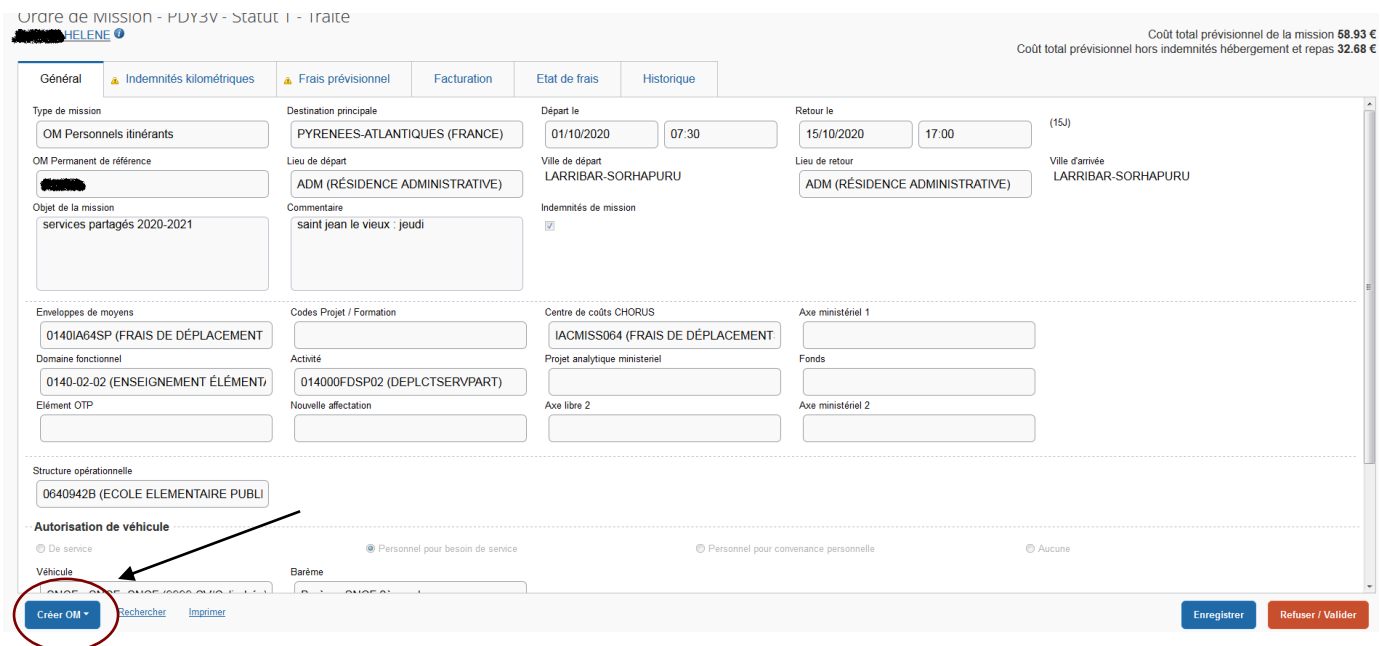 Ordre de Mission - PDY3V - Statut 1 - Traité
HELENE
Coût total prévisionnel de la mission 58.93 €
Coût total prévisionnel hors indemnités hébergement et repas 32.68 €
Général Indemnités kilométriques Frais prévisionnel Facturation Etat de frais Historique
Type de mission Destination principale Départ le Retour le
OM Personnels itinérants PYRENEES-ATLANTIQUES (FRANCE) 01/10/2020 07:30 15/10/2020 17:00 (15J)
OM Permanent de référence Lieu de départ Ville de départ Lieu de retour Ville d'arrivée
ADM (RÉSIDENCE ADMINISTRATIVE) LARRIBAR-SORHAPURU ADM (RÉSIDENCE ADMINISTRATIVE) LARRIBAR-SORHAPURU
Objet de la mission Commentaire Indemnités de mission
services partagés 2020-2021 saint jean le vieux : jeudi
Enveloppes de moyens Codes Projet / Formation Centre de coûts CHORUS Axe ministériel 1
0140IA64SP (FRAIS DE DÉPLACEMENT IACMISS064 (FRAIS DE DÉPLACEMENT
Domaine fonctionnel Activité Projet analytique ministeriel Fonds
0140-02-02 (ENSEIGNEMENT ÉLÉMENT 014000FDSP02 (DEPLCTSERVPART)
Elément OTP Nouvelle affectation Axe libre 2 Axe ministériel 2
Structure opérationnelle
0640942B (ECOLE ELEMENTAIRE PUBLI
Autorisation de véhicule
De service Personnel pour besoin de service Personnel pour convenance personnelle Aucune
Véhicule Barème
Créer OM Rechercher Imprimer Enregistrer Refuser / Valider